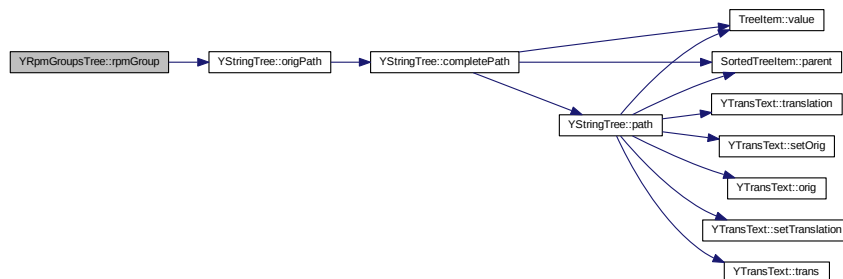 TreeItem::value
YRpmGroupsTree::rpmGroup
YStringTree::origPath
YStringTree::completePath
SortedTreeItem::parent
YTransText::translation
YStringTree::path
YTransText::setOrig
YTransText::orig
YTransText::setTranslation
YTransText::trans